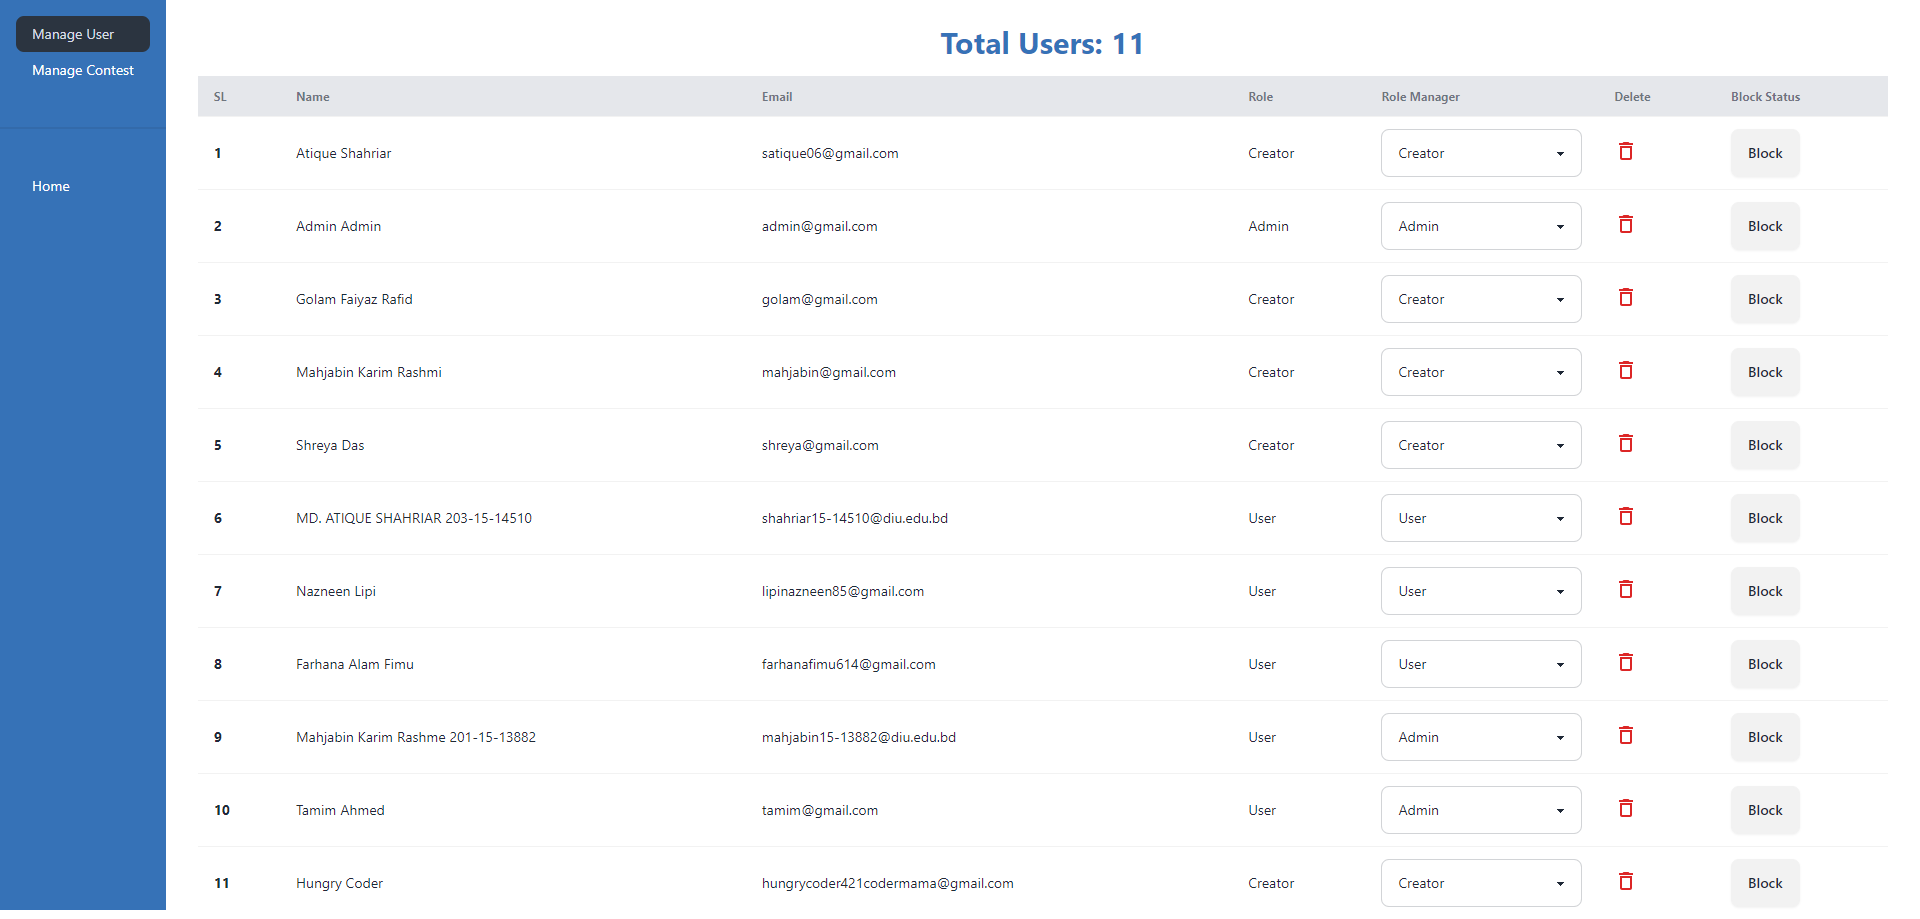 Manage User
Manage Contest
Home
Total Users: 11
SL Name Email Role Role Manager Delete Block Status
1 Atique Shahriar satique06@gmail.com Creator Creator Block
2 Admin Admin admin@gmail.com Admin Admin Block
3 Golam Faiyaz Rafid golam@gmail.com Creator Creator Block
4 Mahjabin Karim Rashmi mahjabin@gmail.com Creator Creator Block
5 Shreya Das shreya@gmail.com Creator Creator Block
6 MD. ATIQUE SHAHRIAR 203-15-14510 shahriar15-14510@diu.edu.bd User User Block
7 Nazneen Lipi lipinazneen85@gmail.com User User Block
8 Farhana Alam Fimu farhanafimu614@gmail.com User User Block
9 Mahjabin Karim Rashme 201-15-13882 mahjabin15-13882@diu.edu.bd User Admin Block
10 Tamim Ahmed tamim@gmail.com User Admin Block
11 Hungry Coder hungrycoder421codermama@gmail.com Creator Creator Block